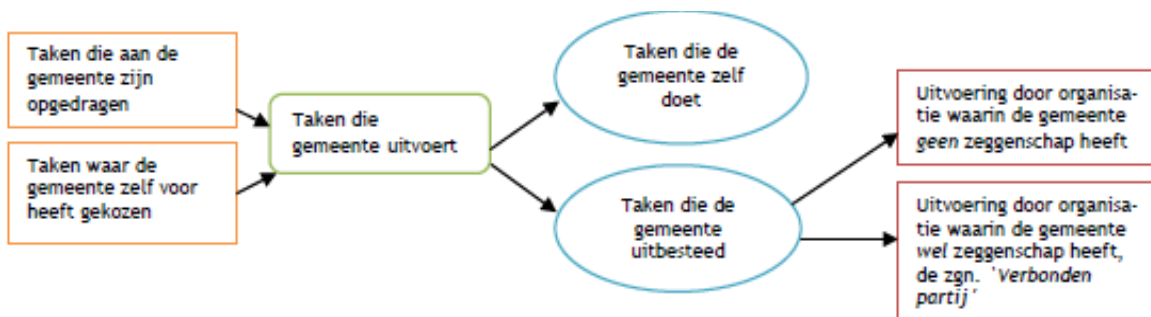 Taken die aan de
gemeente zijn
opgedragen
Taken waar de
gemeente zelf voor
heeft gekozen
Taken die
gemeente uitvoert
Taken die de
gemeente zelf
doet
Taken die de
gemeente
uitbesteed
Uitvoering door organisa-
tie waarin de gemeente
geen zeggenschap heeft
Uitvoering door organisa-
tie waarin de gemeente
wel zeggenschap heeft,
de zgn. 'Verbonden
partij'